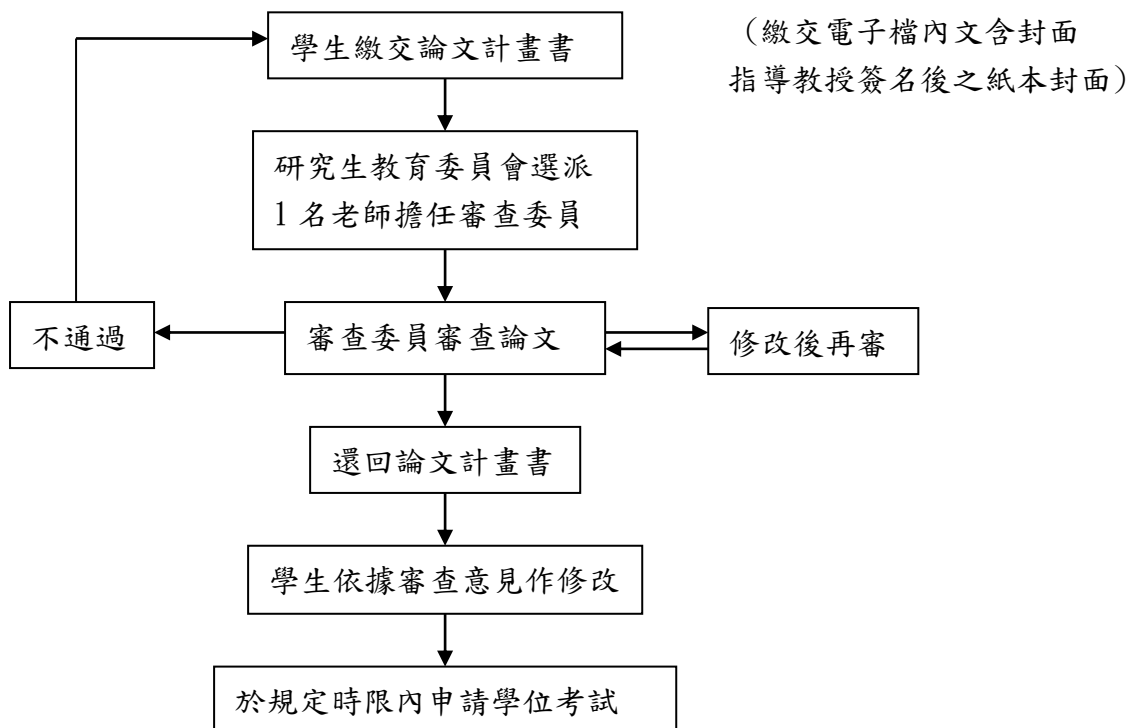 學生繳交論文計畫書
（繳交電子檔內文含封面
指導教授簽名後之紙本封面）
研究生教育委員會選派
1 名老師擔任審查委員
不通過
審查委員審查論文
修改後再審
還回論文計畫書
學生依據審查意見作修改
於規定時限內申請學位考試